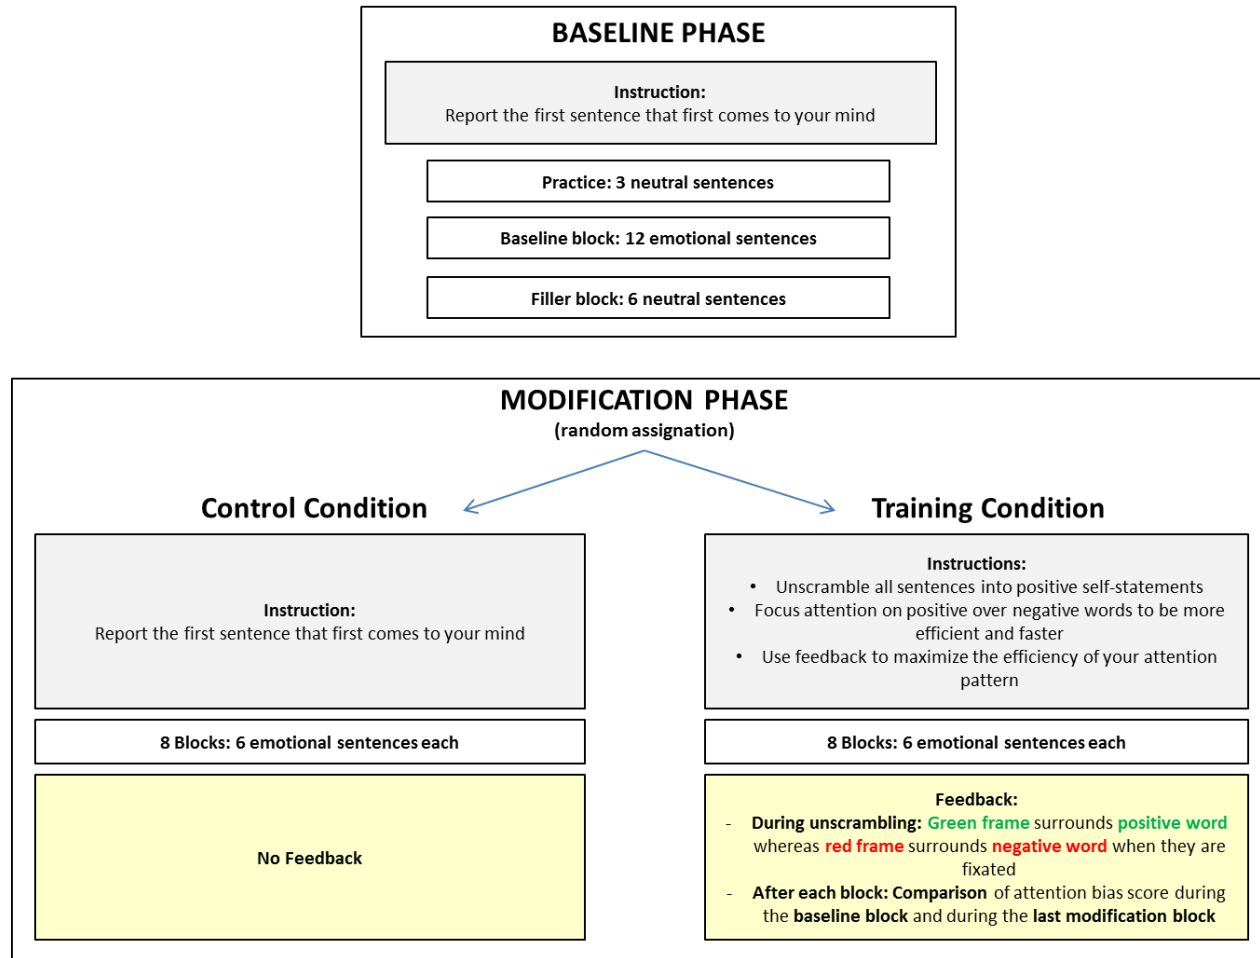 BASELINE PHASE
Instruction:
Report the first sentence that first comes to your mind
Practice: 3 neutral sentences
Baseline block: 12 emotional sentences
Filler block: 6 neutral sentences
MODIFICATION PHASE
(random assignation)
Control Condition
Instruction:
Report the first sentence that first comes to your mind
8 Blocks: 6 emotional sentences each
No Feedback
Training Condition
Instructions:
• Unscramble all sentences into positive self-statements
• Focus attention on positive over negative words to be more
efficient and faster
• Use feedback to maximize the efficiency of your attention
pattern
8 Blocks: 6 emotional sentences each
Feedback:
- During unscrambling: Green frame surrounds positive word
whereas red frame surrounds negative word when they are
fixated
- After each block: Comparison of attention bias score during
the baseline block and during the last modification block